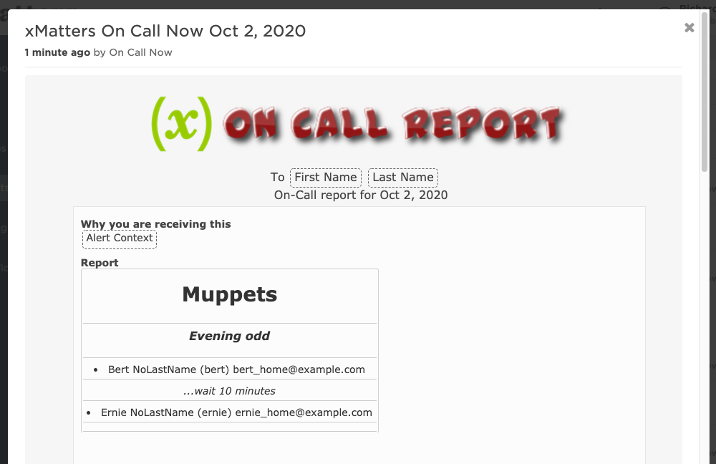 xMatters On Call Now Oct 2, 2020
1 minute ago by On Call Now
(x) ON CALL REPORT
To First Name Last Name
On-Call report for Oct 2, 2020
Why you are receiving this
Alert Context
Report
Muppets
Evening odd
• Bert NoLastName (bert) bert_home@example.com
...wait 10 minutes
• Ernie NoLastName (ernie) ernie_home@example.com